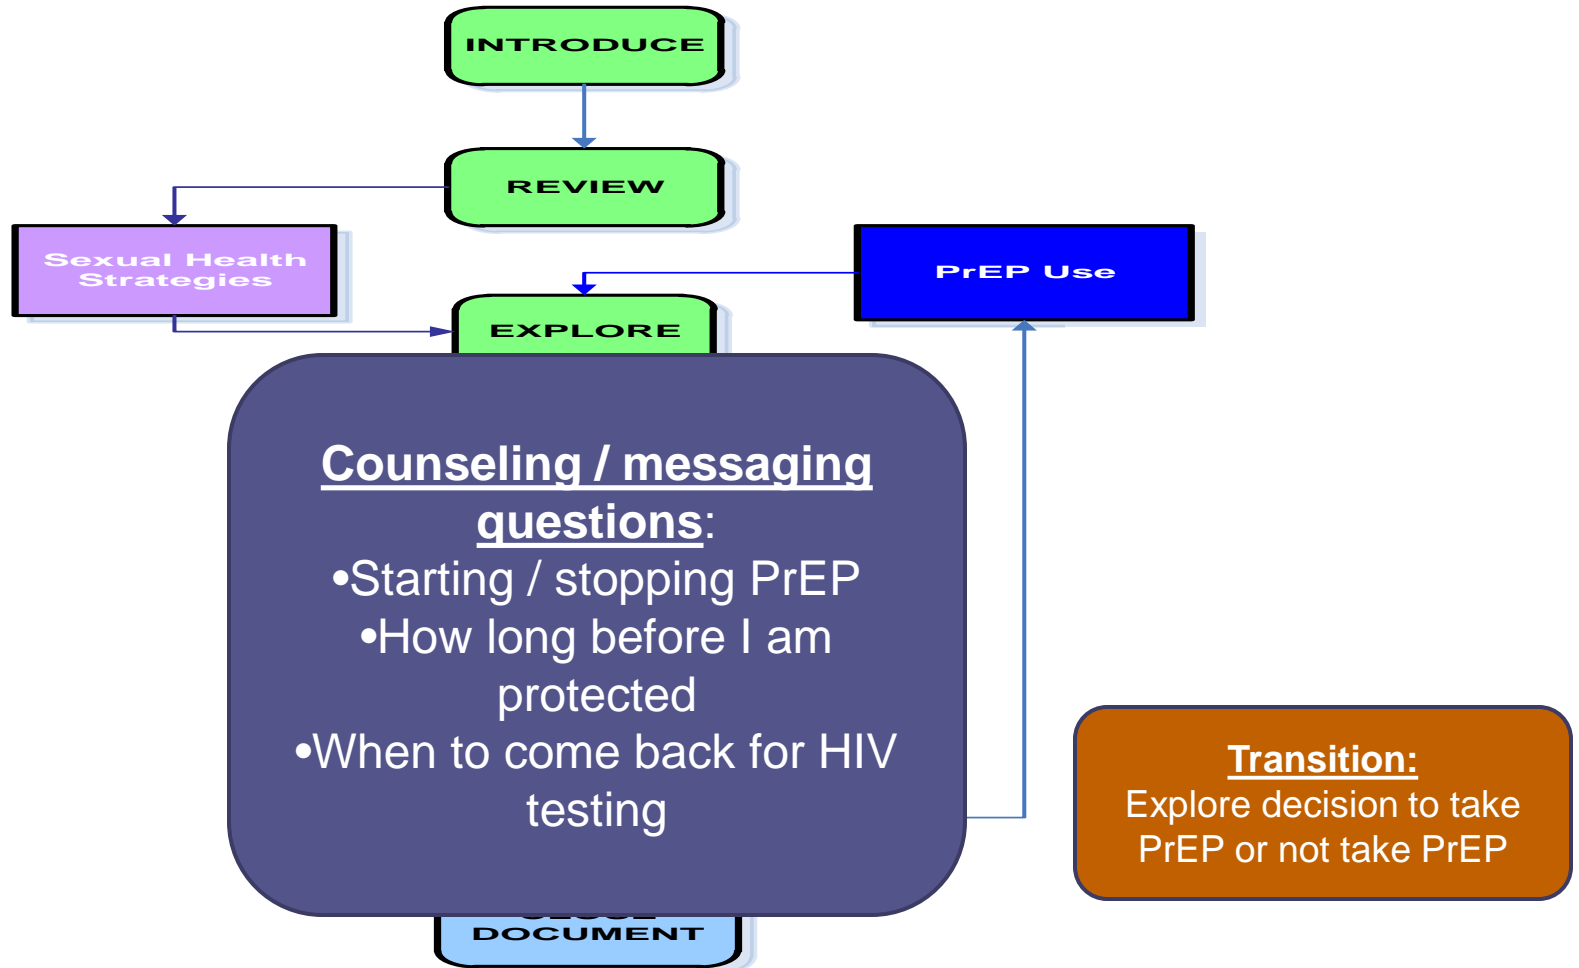 INTRODUCE
REVIEW
Sexual Health
Strategies
PrEP Use
EXPLORE
Counseling / messaging
questions:
•Starting / stopping PrEP
•How long before I am
protected
•When to come back for HIV
testing
Transition:
Explore decision to take
PrEP or not take PrEP
DOCUMENT